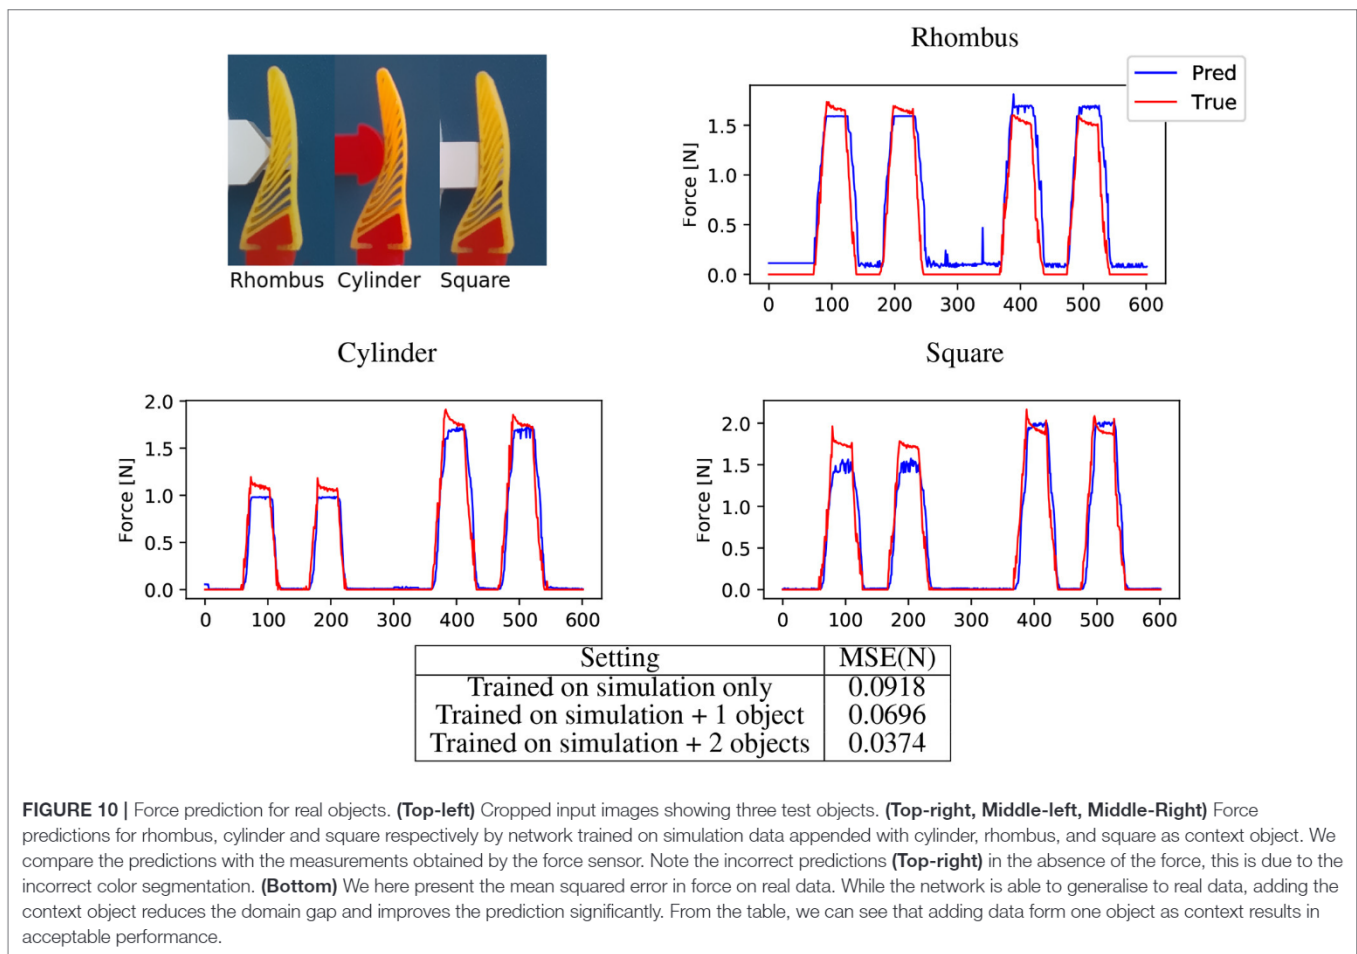 Rhombus
Pred
True
Rhombus Cylinder Square
Force [N]
1.5
1.0
0.5
0.0
0 100 200 300 400 500 600
Cylinder
Force [N]
2.0
1.5
1.0
0.5
0.0
0 100 200 300 400 500 600
Square
Force [N]
2.0
1.5
1.0
0.5
0.0
0 100 200 300 400 500 600
Setting MSE(N)
Trained on simulation only 0.0918
Trained on simulation + 1 object 0.0696
Trained on simulation + 2 objects 0.0374
FIGURE 10 | Force prediction for real objects. (Top-left) Cropped input images showing three test objects. (Top-right, Middle-left, Middle-Right) Force
predictions for rhombus, cylinder and square respectively by network trained on simulation data appended with cylinder, rhombus, and square as context object. We
compare the predictions with the measurements obtained by the force sensor. Note the incorrect predictions (Top-right) in the absence of the force, this is due to the
incorrect color segmentation. (Bottom) We here present the mean squared error in force on real data. While the network is able to generalise to real data, adding the
context object reduces the domain gap and improves the prediction significantly. From the table, we can see that adding data form one object as context results in
acceptable performance.